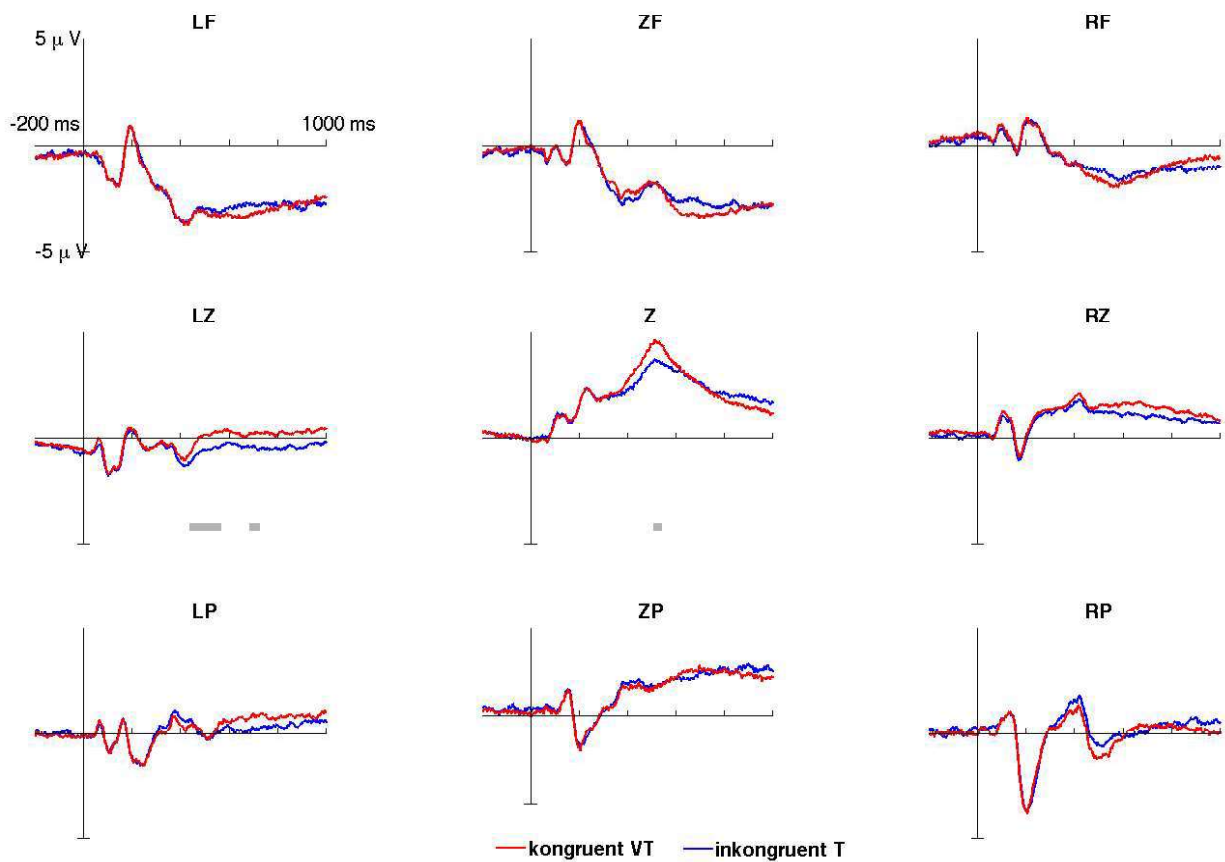 LF ZF RF
5 μ V
-200 ms 1000 ms
-5 μ V
LZ Z RZ
LP ZP RP
kongruent VT inkongruent T